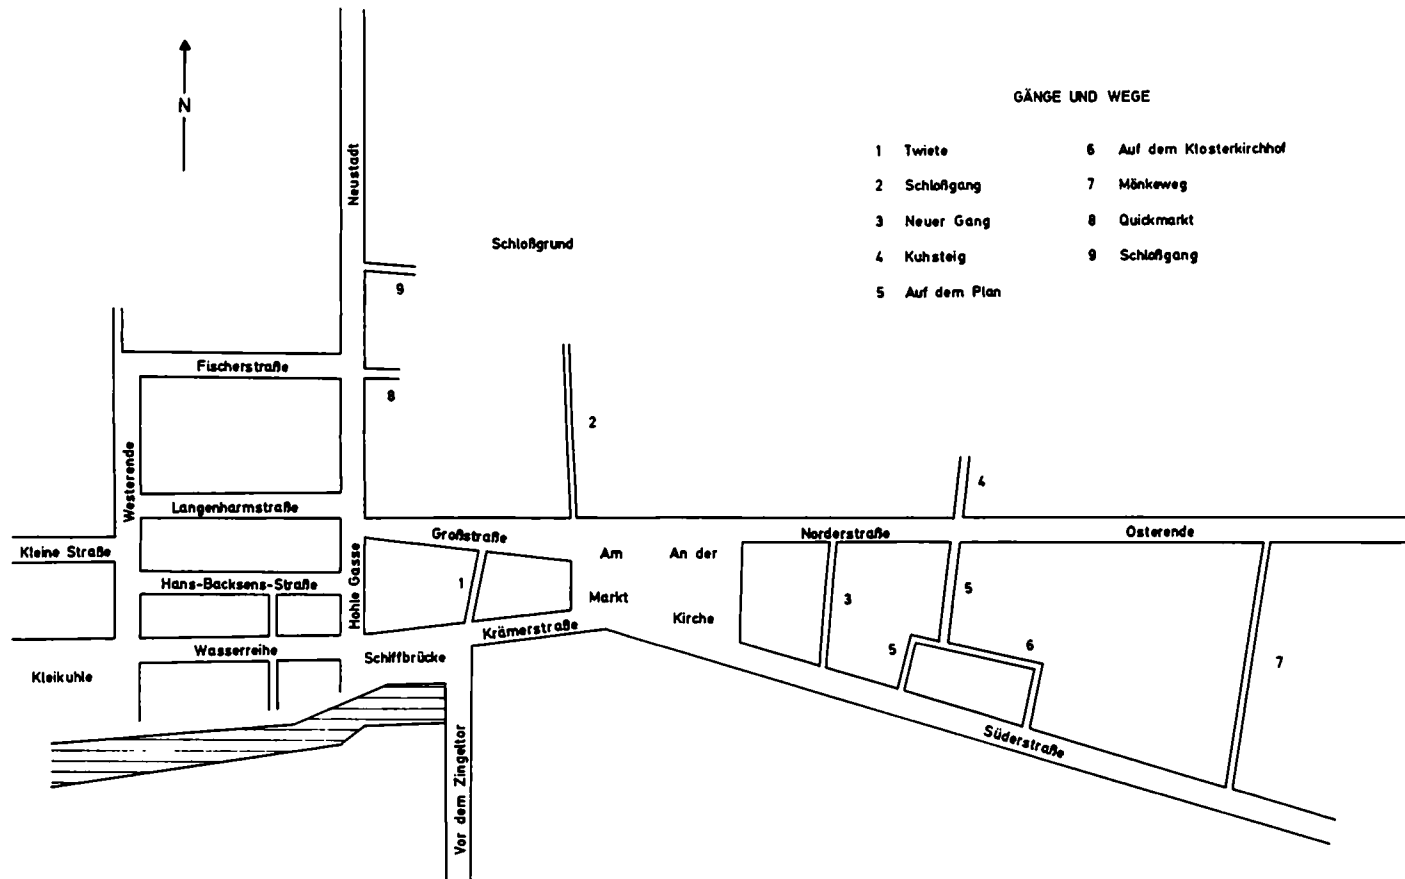 N
Neustadt
GÄNGE UND WEGE
1 Twiete
2 Schloßgang
3 Neuer Gang
4 Kuhsteig
5 Auf dem Plan
6 Auf dem Klosterkirchhof
7 Mönkeweg
8 Quickmarkt
9 Schloßgang
Schloßgrund
9
Fischerstraße
8
2
Westerende
4
Langenharmstraße
Großstraße
Norderstraße
Osterende
Kleine Straße
Am
Markt
An der
Kirche
Hans-Backsens-Straße
Hohle Gasse
1
3
5
Krämerstraße
Wasserreihe
Schiffbrücke
5
6
7
Kleikuhle
Süderstraße
Vor dem Zingeltor